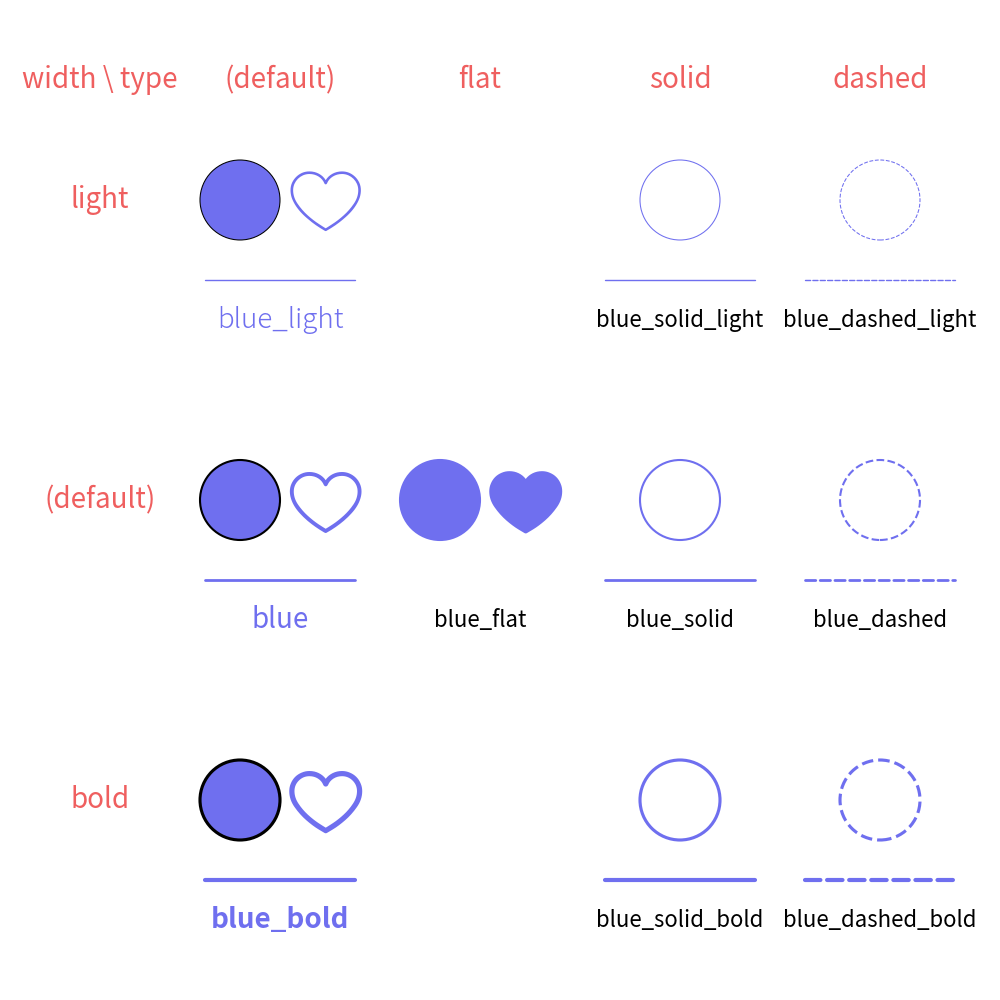 width \ type (default) flat solid dashed
light
blue_light blue_solid_light blue_dashed_light
(default)
blue blue_flat blue_solid blue_dashed
bold
blue_bold blue_solid_bold blue_dashed_bold